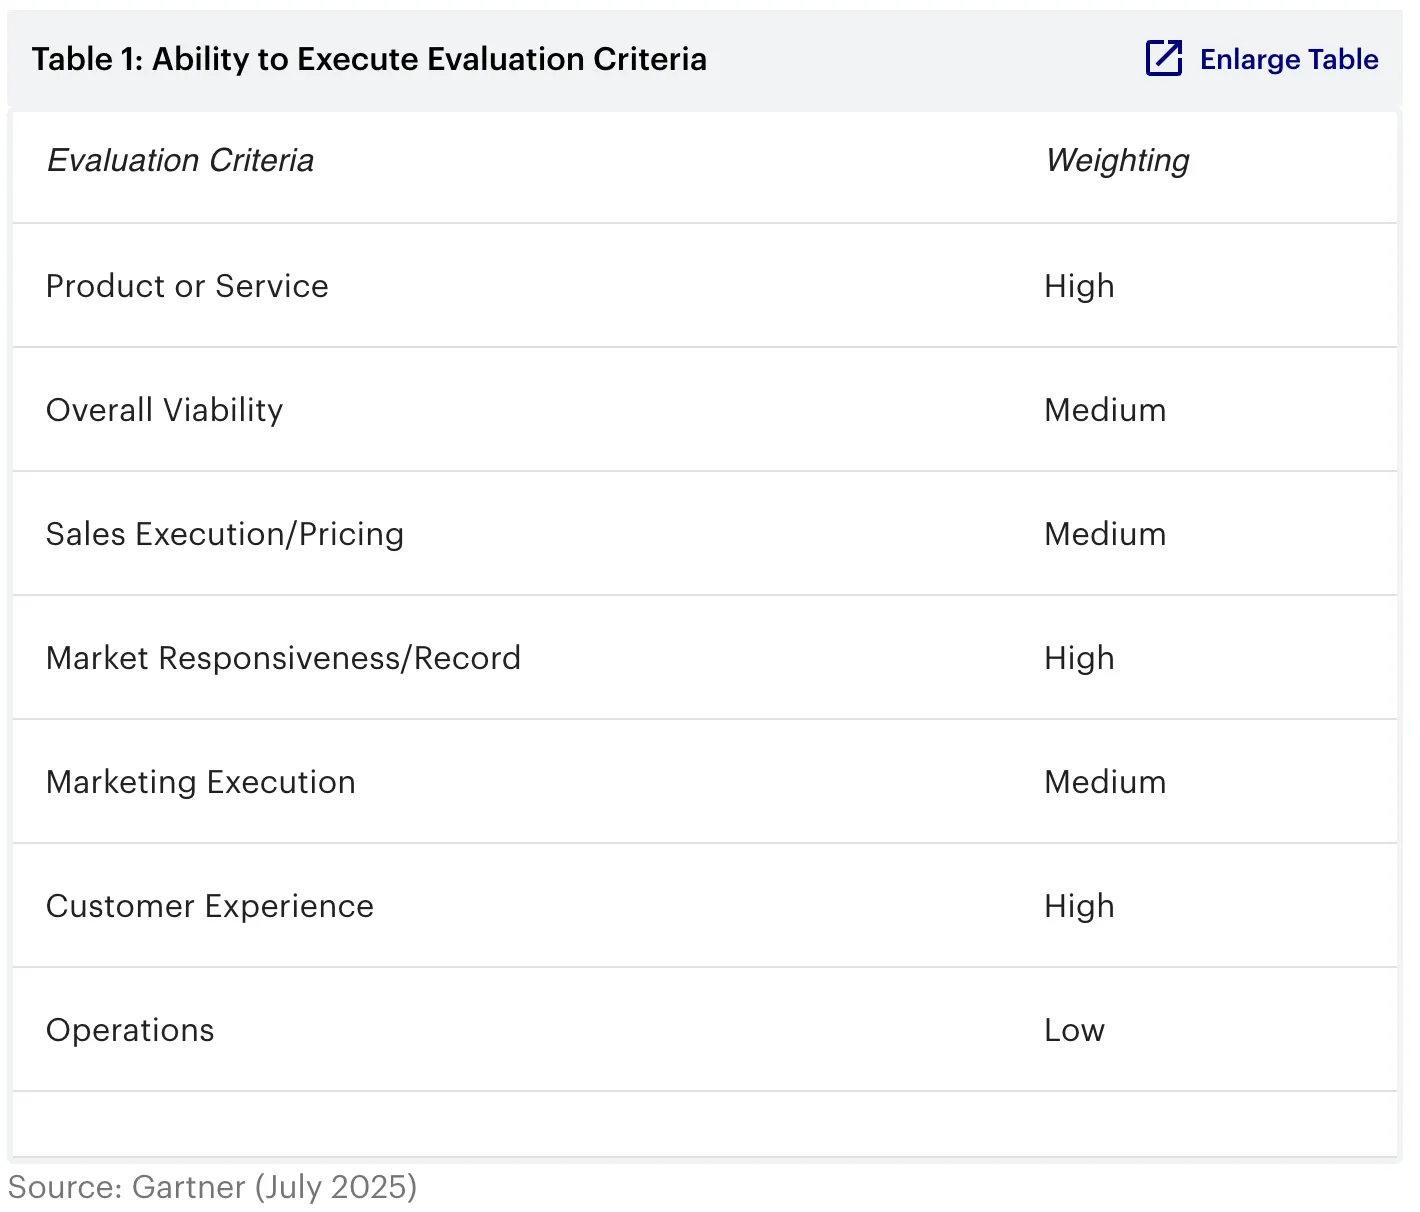 Table 1: Ability to Execute Evaluation Criteria Enlarge Table
Evaluation Criteria Weighting
Product or Service High
Overall Viability Medium
Sales Execution/Pricing Medium
Market Responsiveness/Record High
Marketing Execution Medium
Customer Experience High
Operations Low
Source: Gartner (July 2025)